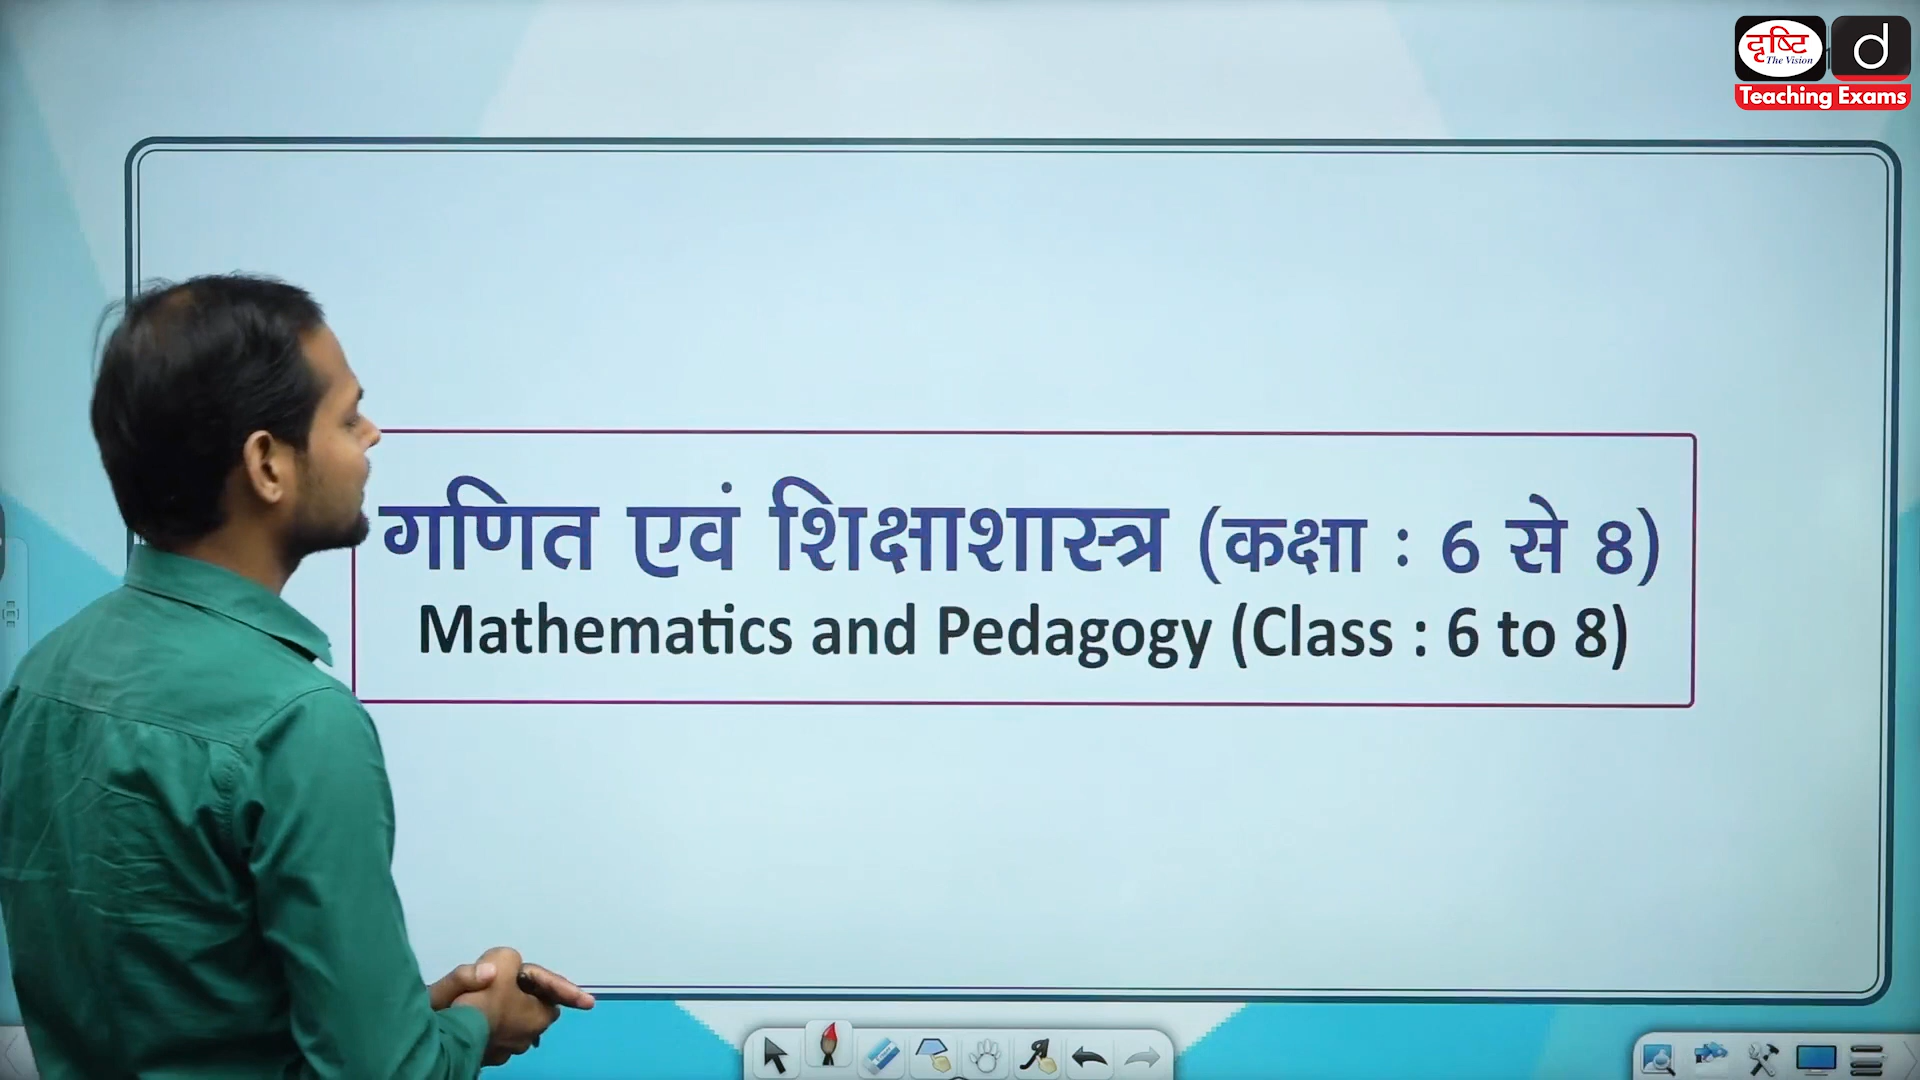 दृष्टि
The Vision
d
Teaching Exams
गणित एवं शिक्षाशास्त्र (कक्षा : 6 से 8)
Mathematics and Pedagogy (Class : 6 to 8)